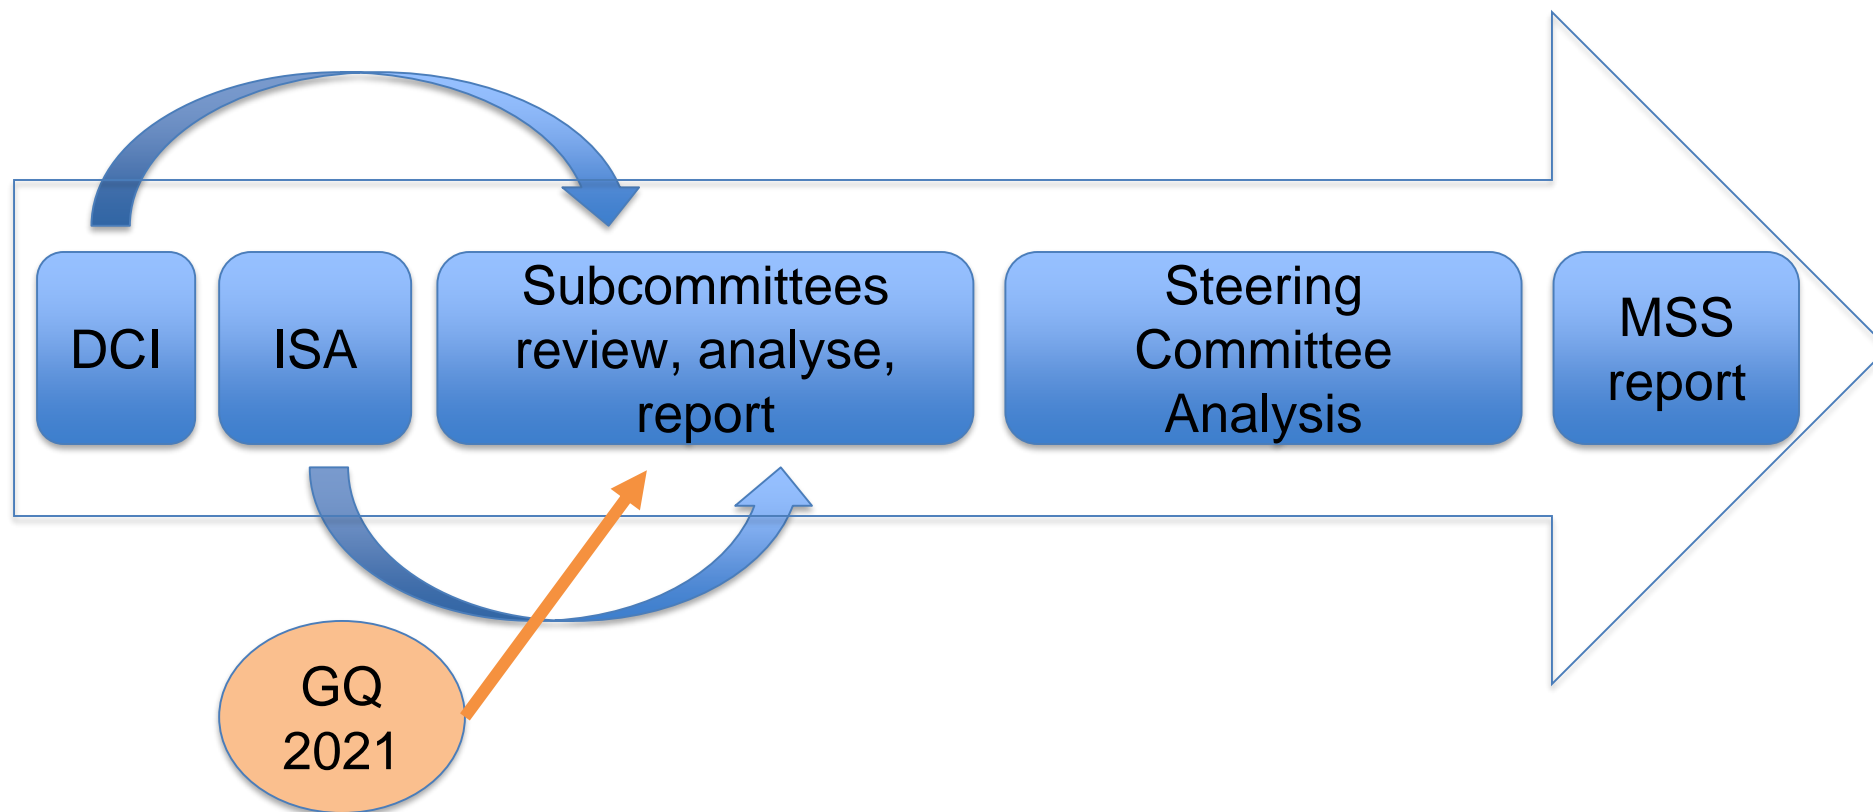 DCI
ISA
Subcommittees
review, analyse,
report
Steering
Committee
Analysis
MSS
report
GQ
2021